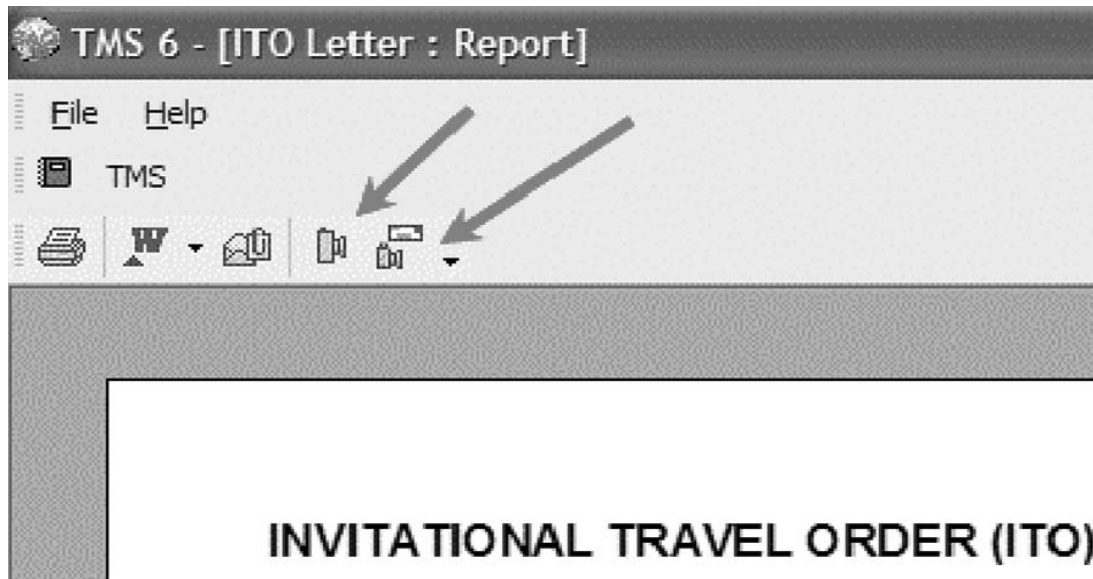 TMS 6 - [ITO Letter : Report]
File Help
TMS
W
INVITATIONAL TRAVEL ORDER (ITO)